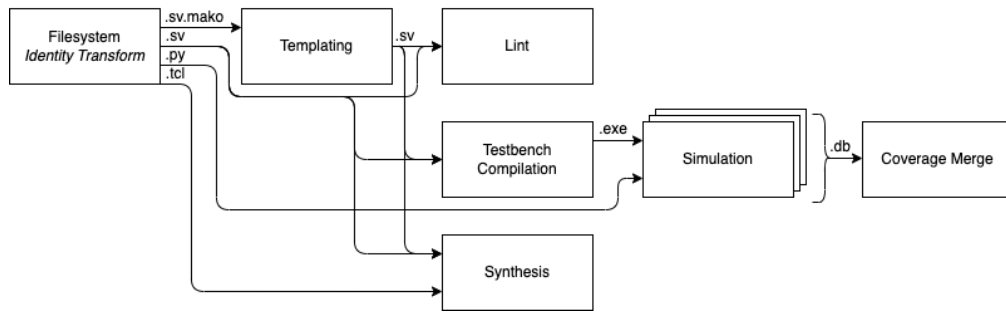 Filesystem
Identity Transform
.sv.mako
.sv
.py
.tcl
Templating
.sv
Lint
Testbench
Compilation
.exe
Simulation
.db
Coverage Merge
Synthesis